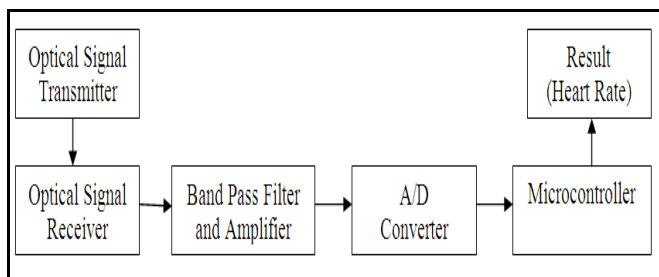 Optical Signal
Transmitter
Result
(Heart Rate)
Optical Signal
Receiver
Band Pass Filter
and Amplifier
A/D
Converter
Microcontroller